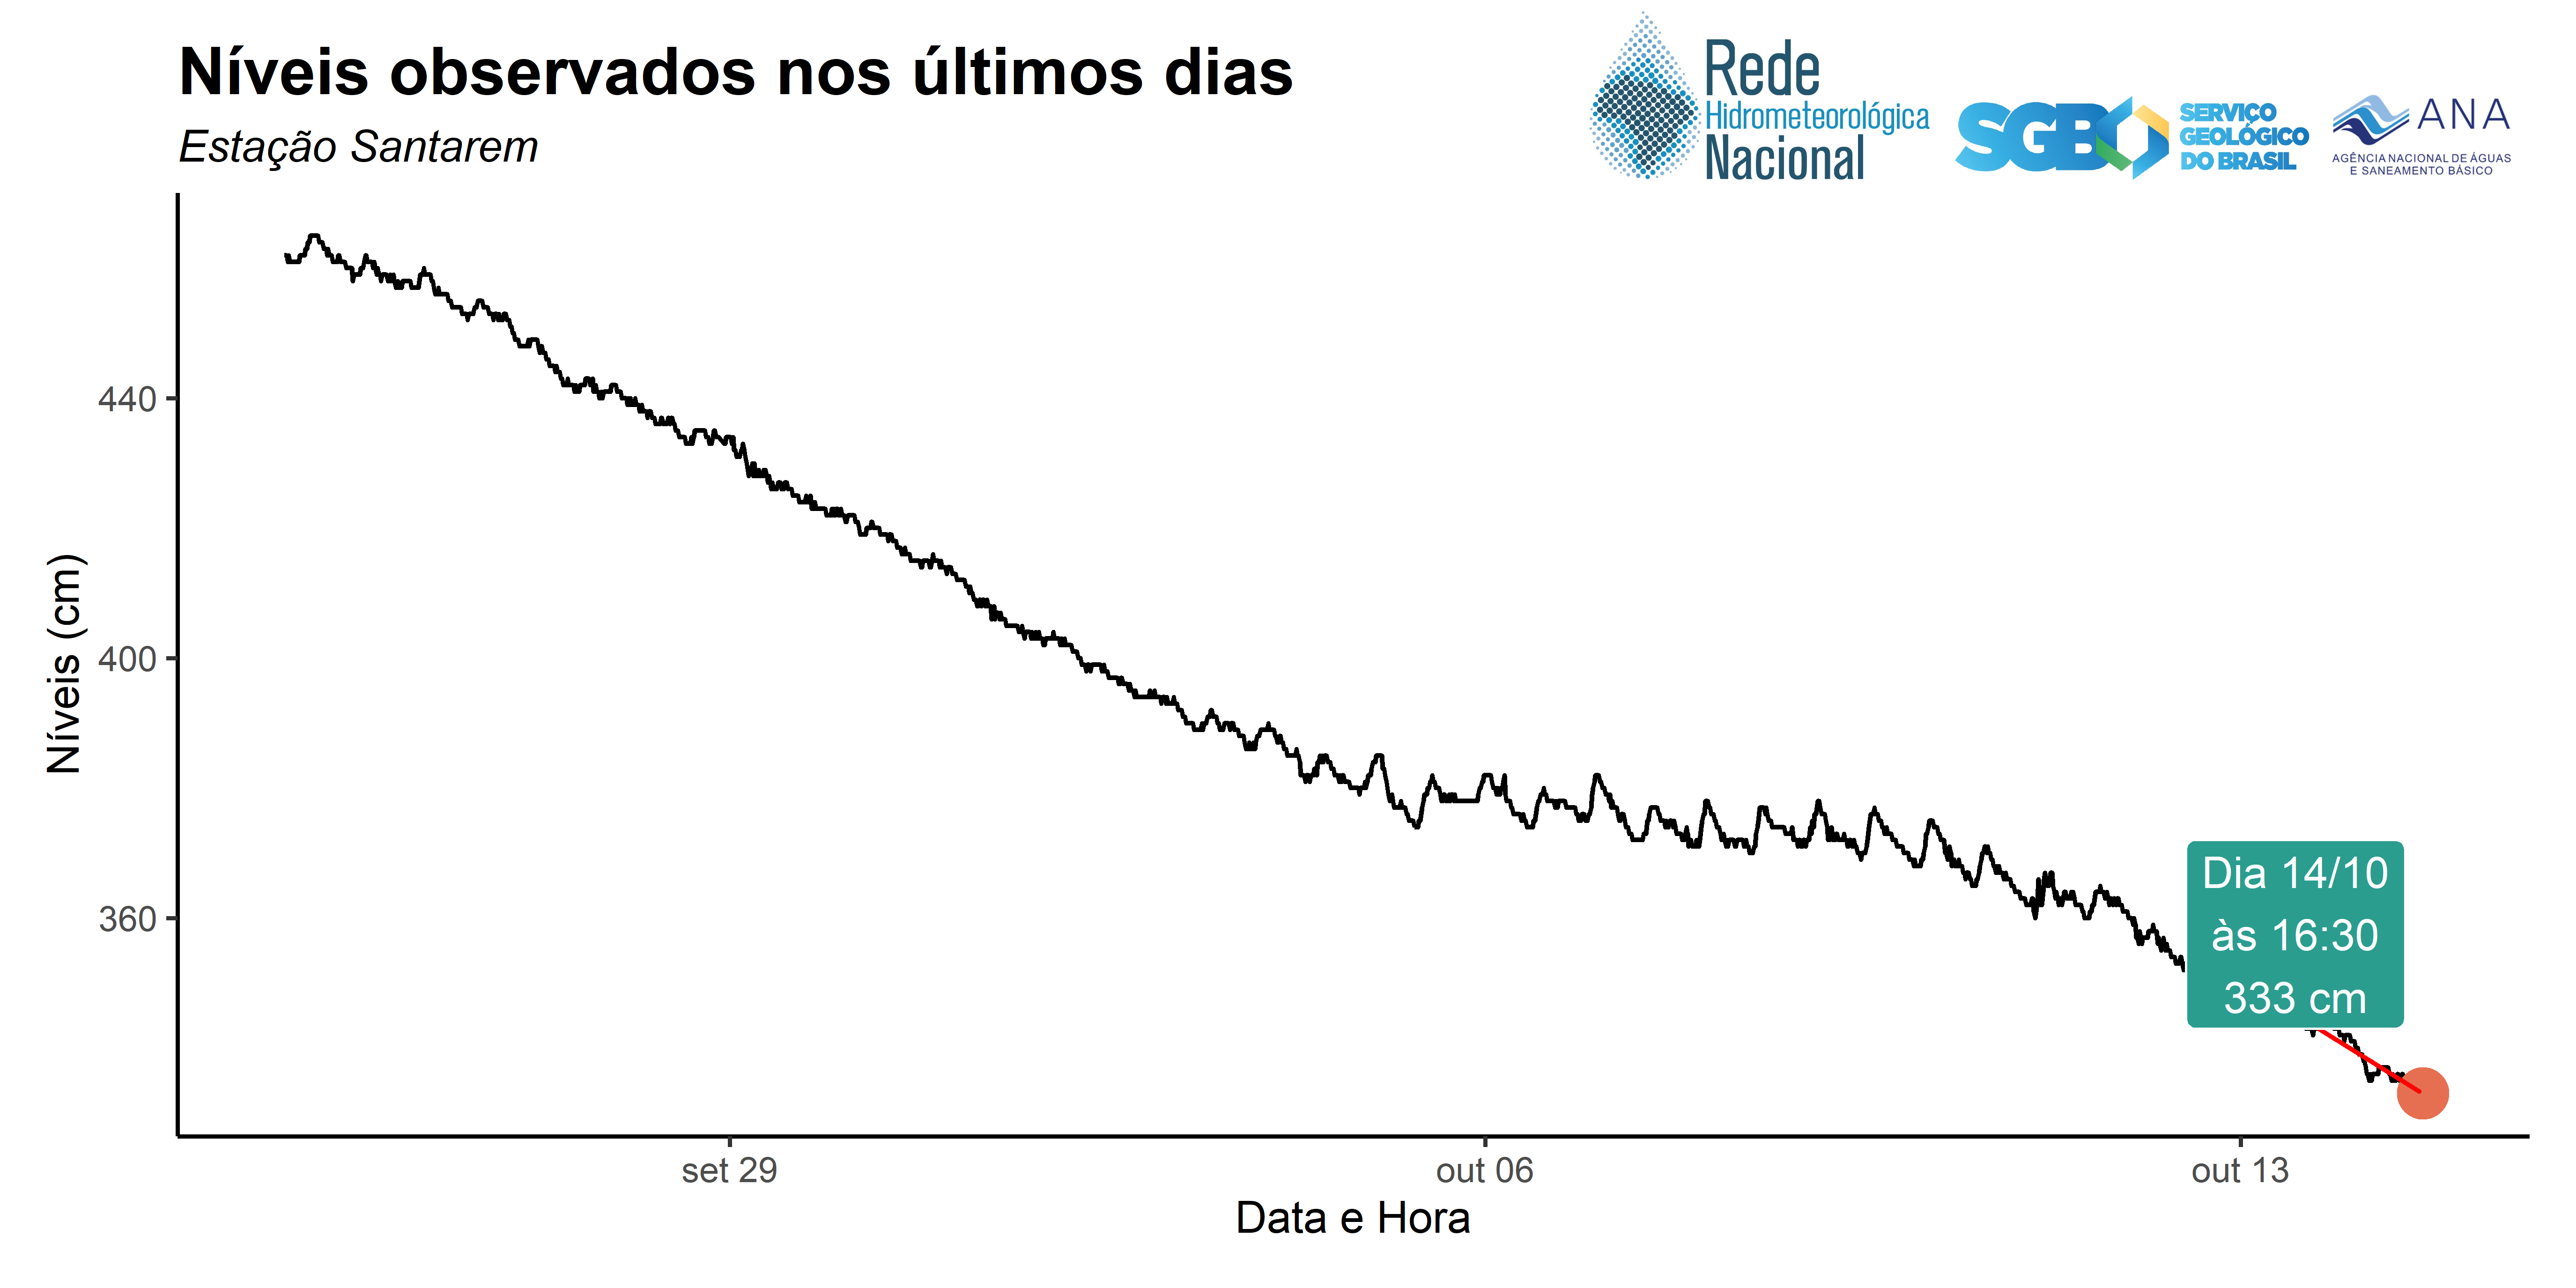 Níveis observados nos últimos dias
Estação Santarem
Rede
Hidrometeorológica
Nacional
SGB
SERVIÇO
GEOLÓGICO
DO BRASIL
ANA
AGÊNCIA NACIONAL DE ÁGUAS
E SANEAMENTO BÁSICO
Níveis (cm)
440
400
360
Dia 14/10
às 16:30
333 cm
set 29
out 06
out 13
Data e Hora